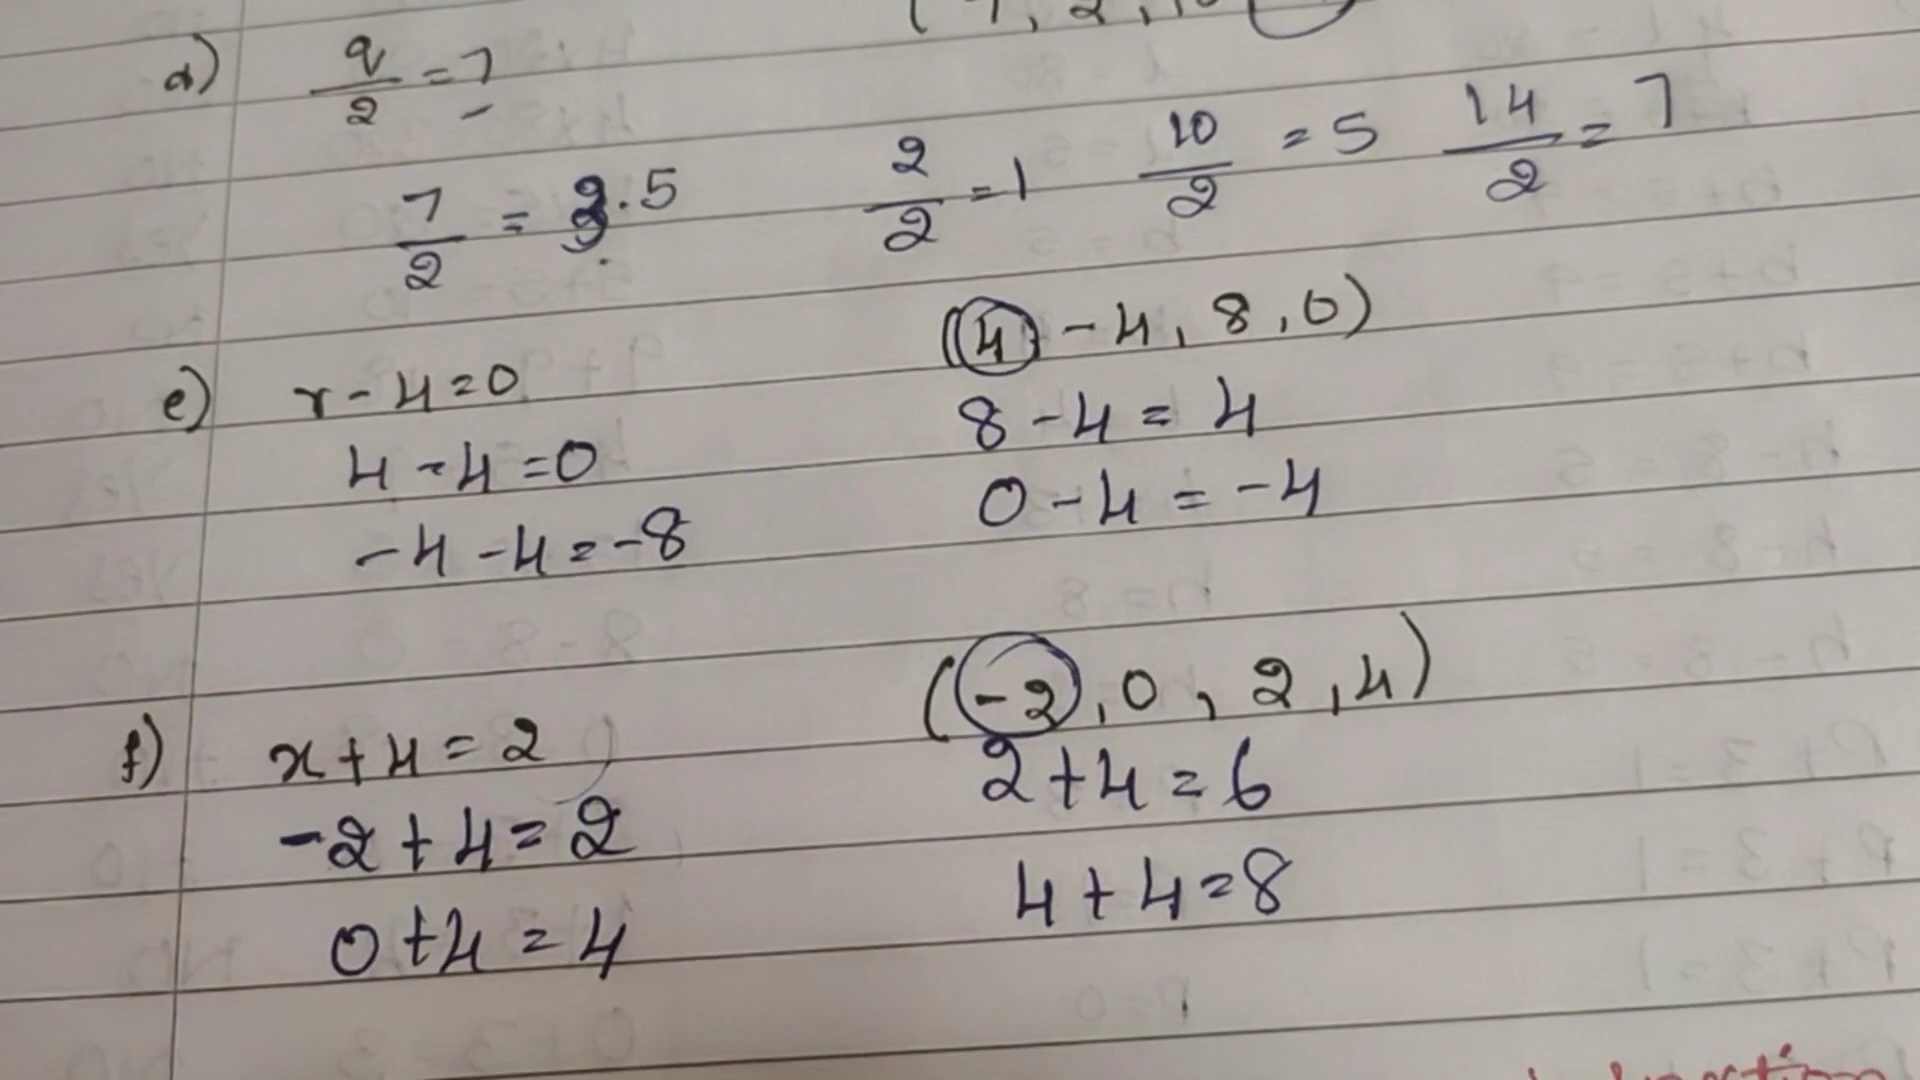 d) q/2 = 7
7/2 = 3.5 2/2 = 1 10/2 = 5 14/2 = 7
(4, -4, 8, 0)
e) r - 4 = 0
8 - 4 = 4
4 - 4 = 0
0 - 4 = -4
-4 - 4 = -8
(-2, 0, 2, 4)
f) x + 4 = 2
2 + 4 = 6
-2 + 4 = 2
4 + 4 = 8
0 + 4 = 4